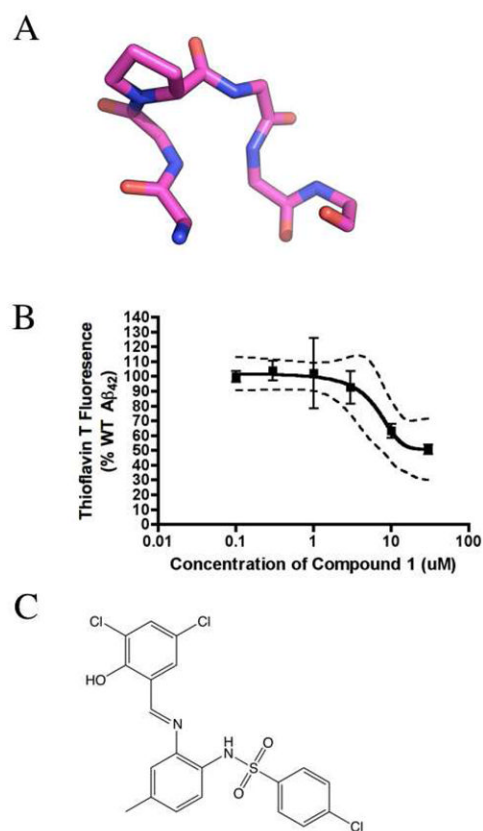 A
B
Thioflavin T Fluoresence
(% WT Aβ42)
140
130
120
110
100
90
80
70
60
50
40
30
20
10
0
0.01
0.1
1
10
100
Concentration of Compound 1 (uM)
C
Cl
Cl
HO
N
H
N
O
S
O
Cl